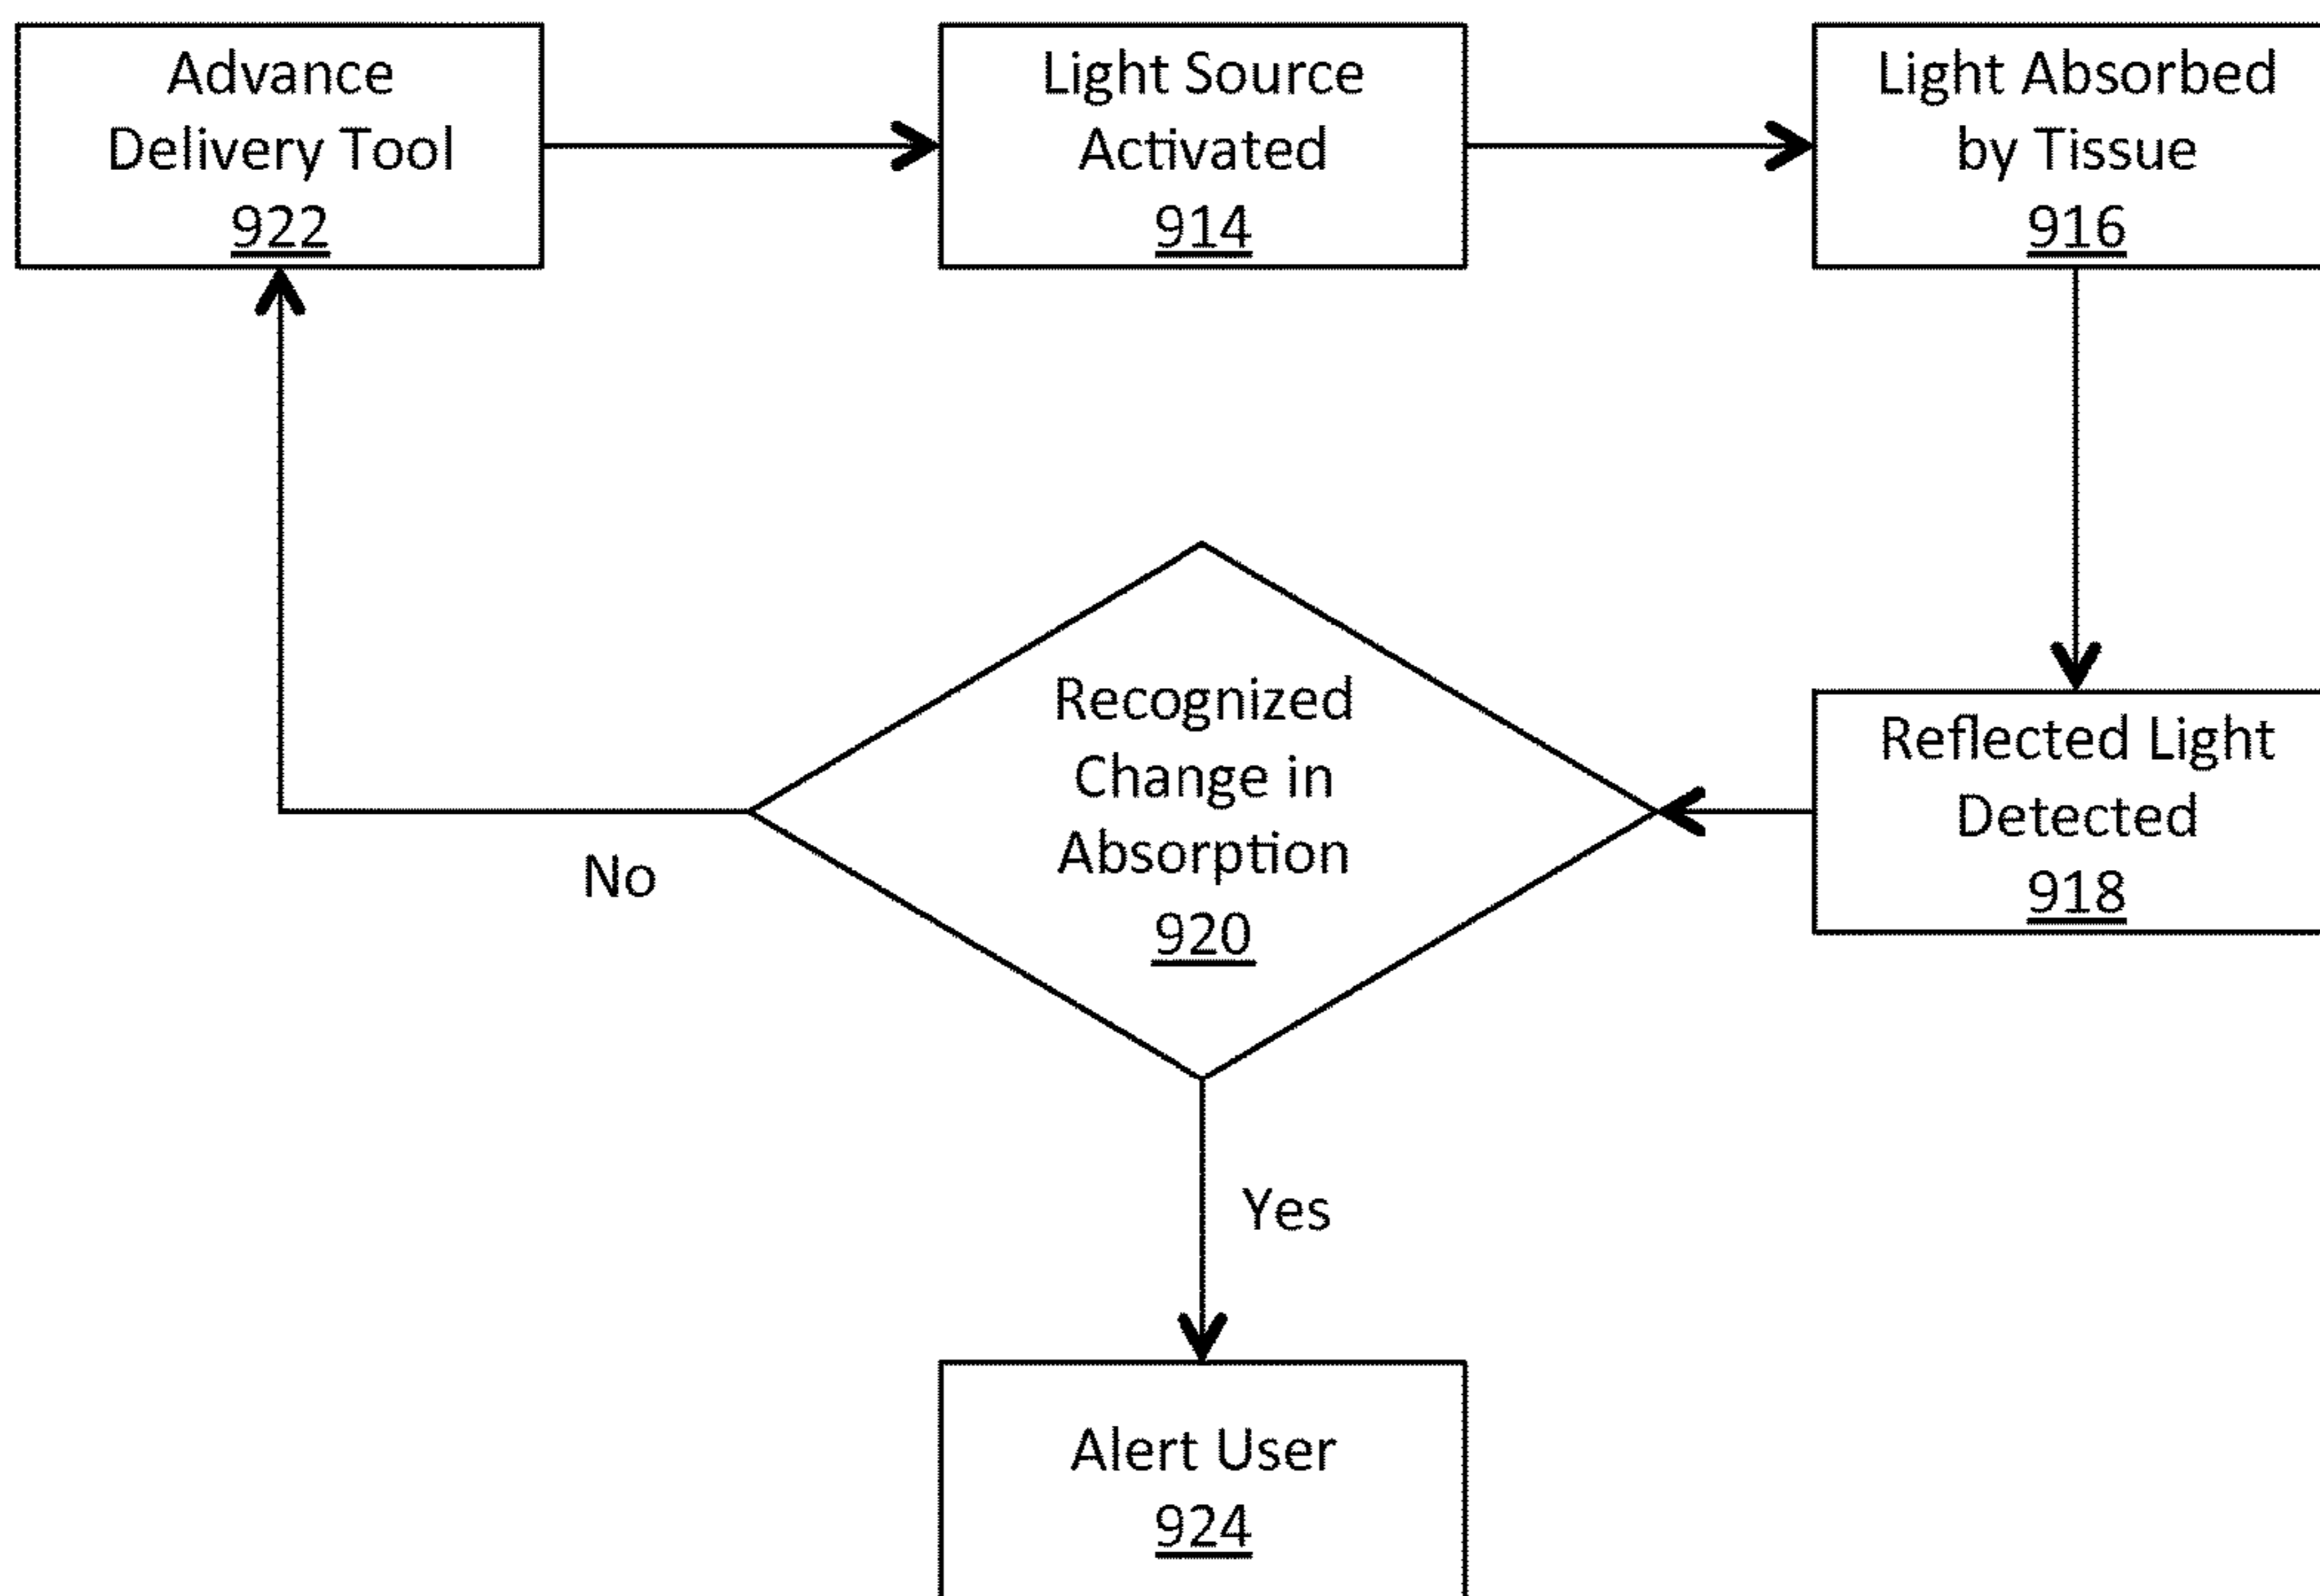 Advance
Delivery Tool
922
Light Source
Activated
914
Light Absorbed
by Tissue
916
Recognized
Change in
Absorption
920
Reflected Light
Detected
918
No
Yes
Alert User
924